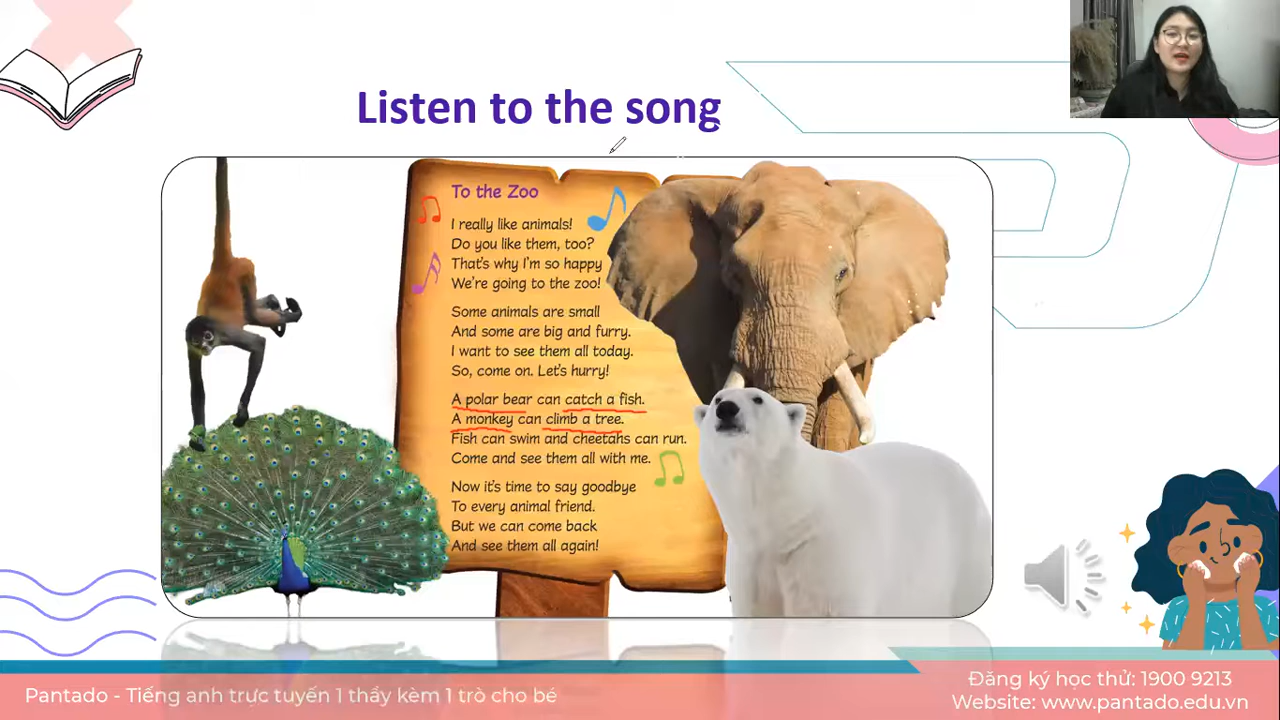 Listen to the song
To the Zoo
I really like animals!
Do you like them, too?
That's why I'm so happy
We're going to the zoo!
Some animals are small
And some are big and furry.
I want to see them all today.
So, come on. Let's hurry!
A polar bear can catch a fish.
A monkey can climb a tree.
Fish can swim and cheetahs can run.
Come and see them all with me.
Now it's time to say goodbye
To every animal friend.
But we can come back
And see them all again!
Pantado - Tiếng anh trực tuyến 1 thầy kèm 1 trò cho bé
Đăng ký học thử: 1900 9213
Website: www.pantado.edu.vn